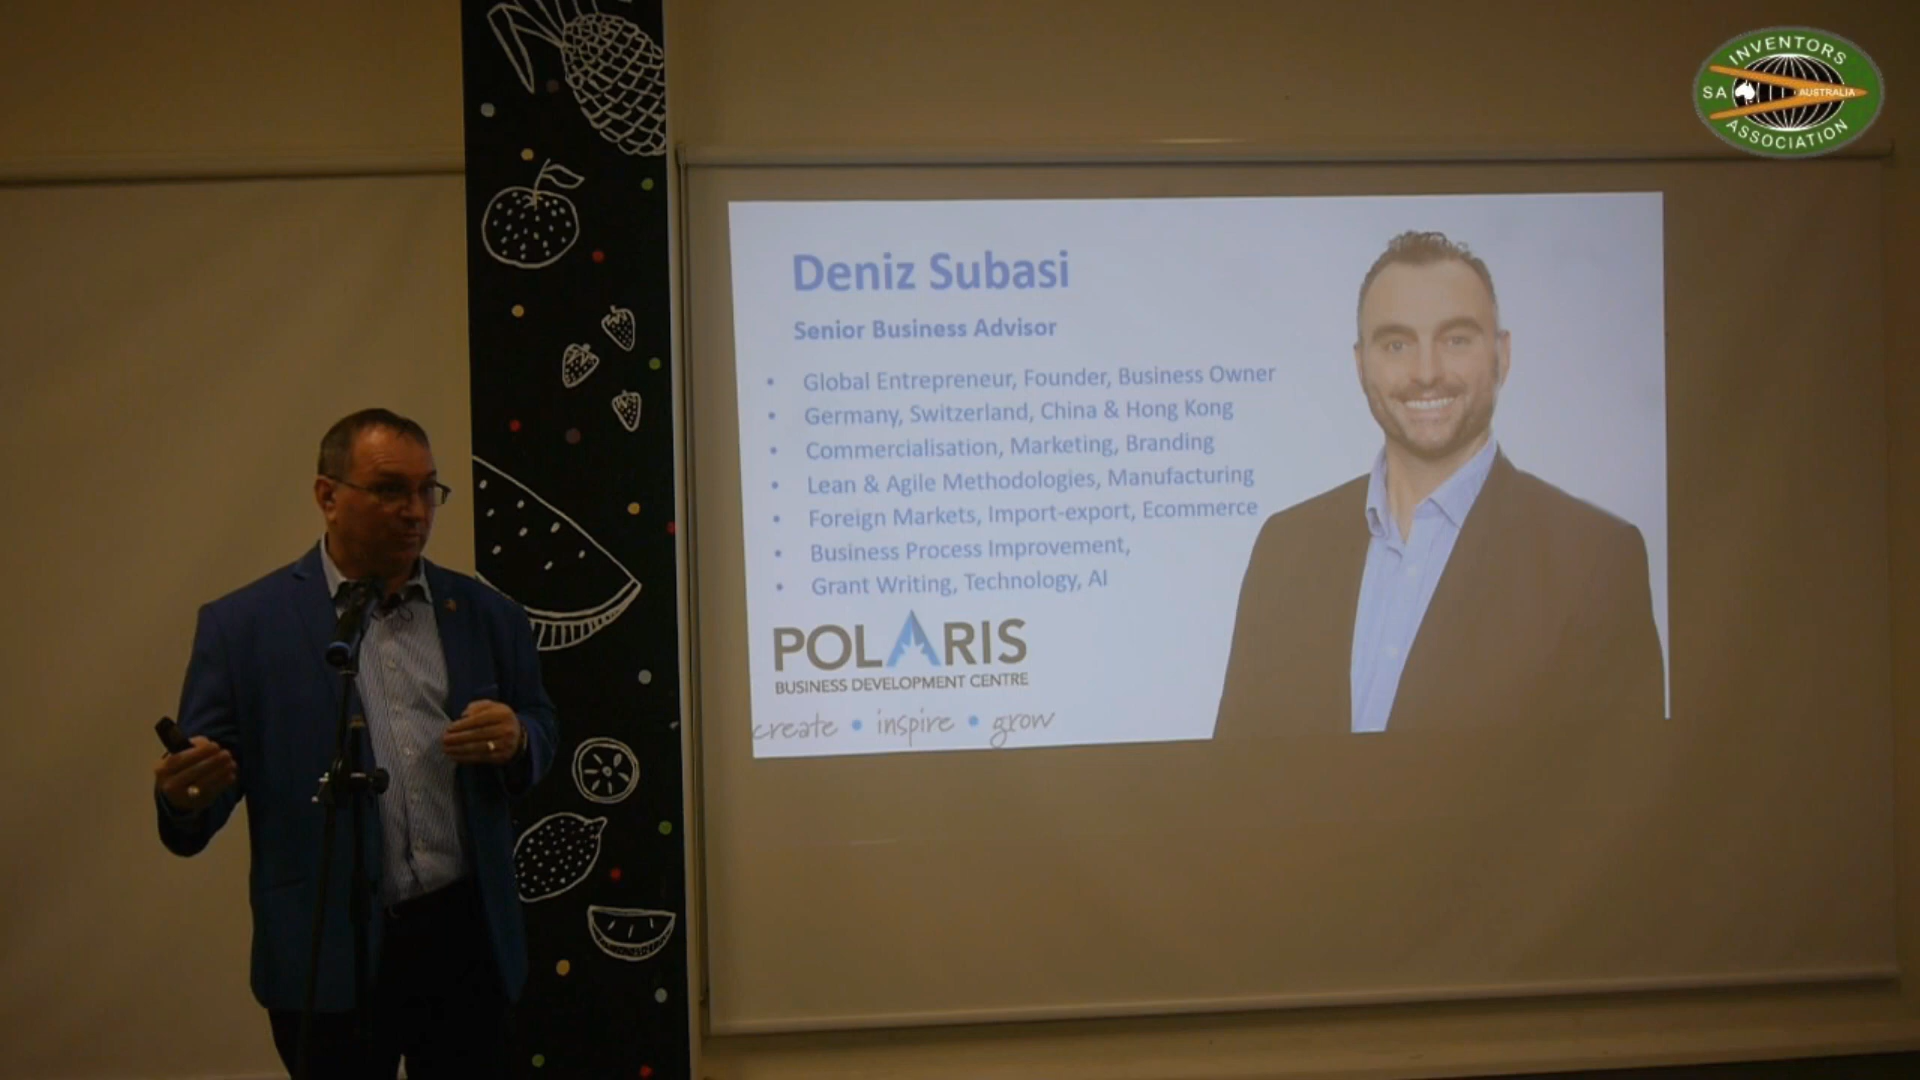 INVENTORS
SA AUSTRALIA
ASSOCIATION
Deniz Subasi
Senior Business Advisor
• Global Entrepreneur, Founder, Business Owner
• Germany, Switzerland, China & Hong Kong
• Commercialisation, Marketing, Branding
• Lean & Agile Methodologies, Manufacturing
• Foreign Markets, Import-export, Ecommerce
• Business Process Improvement,
• Grant Writing, Technology, AI
POLARIS
BUSINESS DEVELOPMENT CENTRE
create • inspire • grow